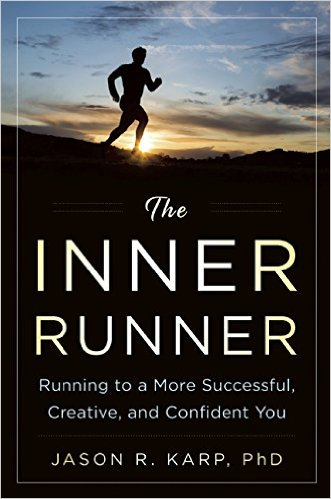 The
INNER
RUNNER
Running to a More Successful,
Creative, and Confident You
JASON R. KARP, PhD